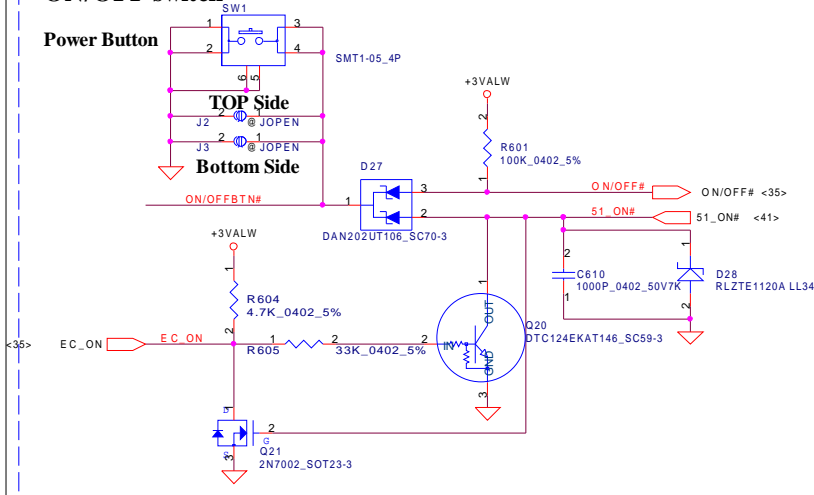 SW1
Power Button
1 3
2 4
SMT1-05_4P
6 5
+3VALW
TOP Side
J2 2 1 @ JOPEN
J3 2 1 @ JOPEN
Bottom Side
2
R601
100K_0402_5%
1
D27
ON/OFFBTN# 1 3 ON/OFF# ON/OFF# <35>
2 51_ON# 51_ON# <41>
DAN202UT106_SC70-3
+3VALW
1
R604
4.7K_0402_5%
2
2
C610
1000P_0402_50V7K
1
1
D28
RLZTE1120A LL34
2
1
OUT
Q20
DTC124EKAT146_SC59-3
<35> EC_ON EC_ON 1 2 2 IN
R605 33K_0402_5%
GND
3
1
D
2
G
Q21
S
3
2N7002_SOT23-3